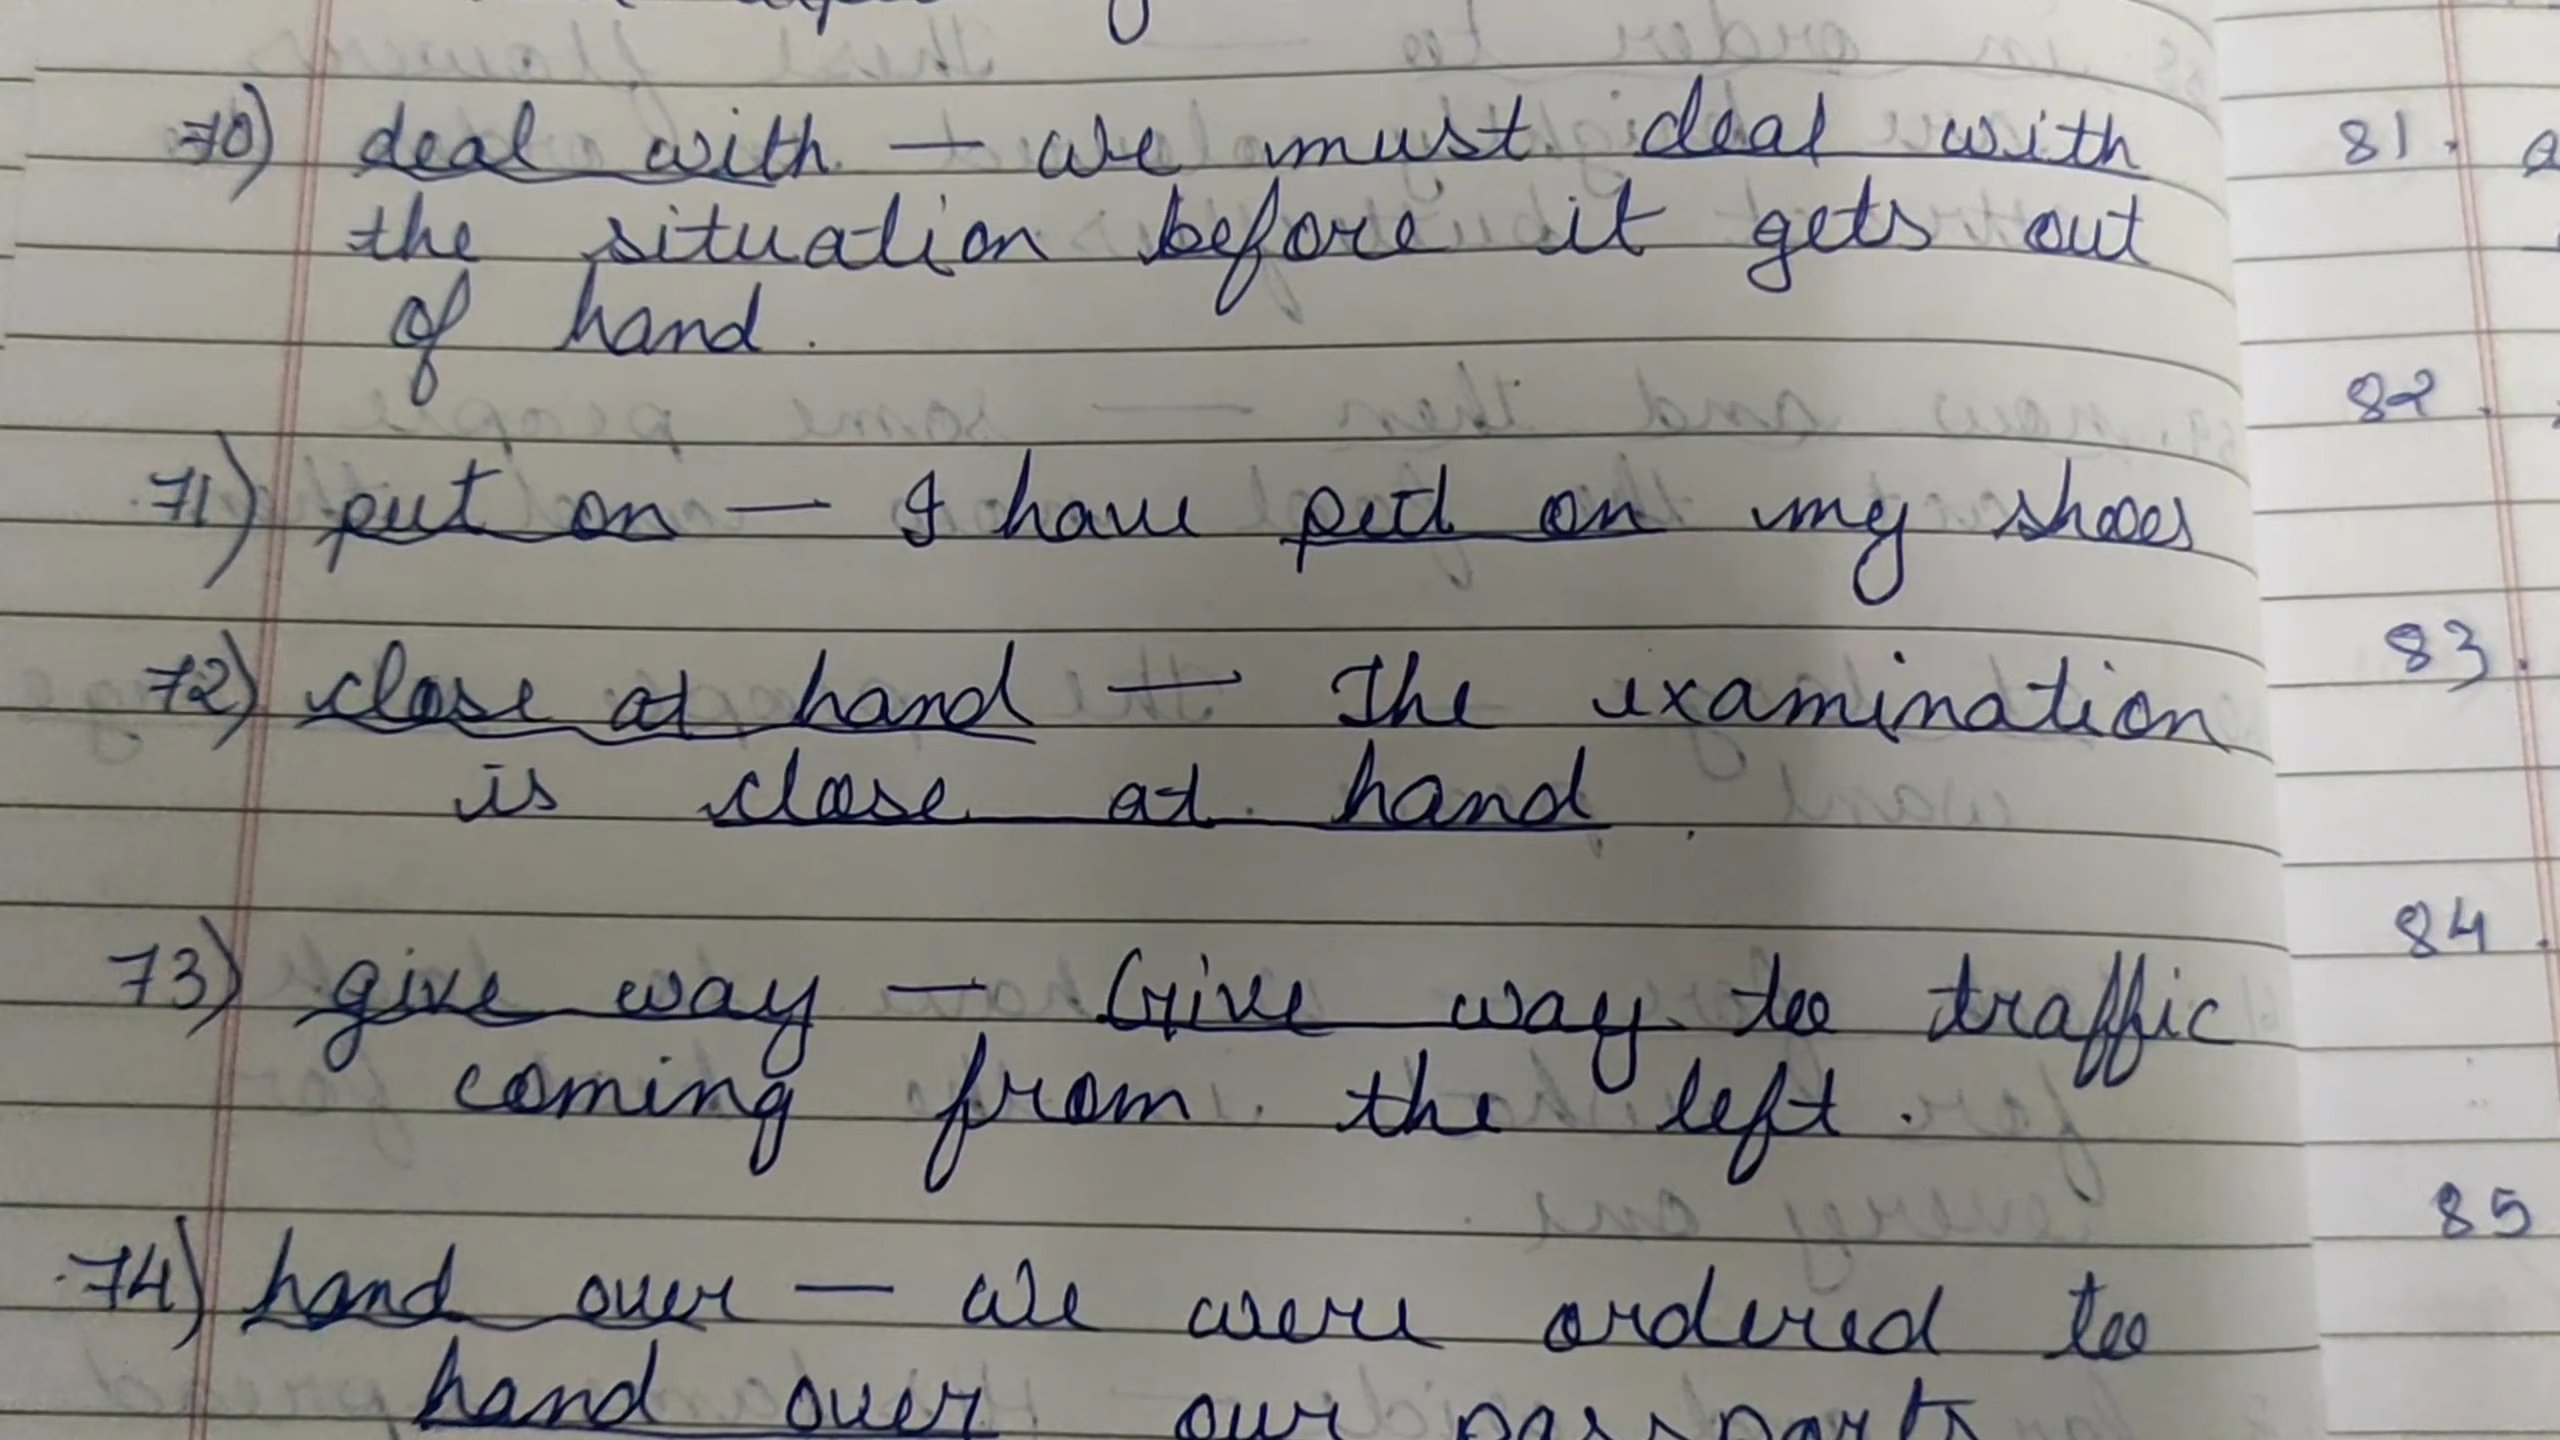 70) deal with — We must deal with
the situation before it gets out
of hand.
71) put on — I have put on my shoes
72) close at hand — The examination
is close at hand.
73) give way — Give way to traffic
coming from the left.
74) hand over — We were ordered to
hand over our passports
81.
82.
83.
84.
85